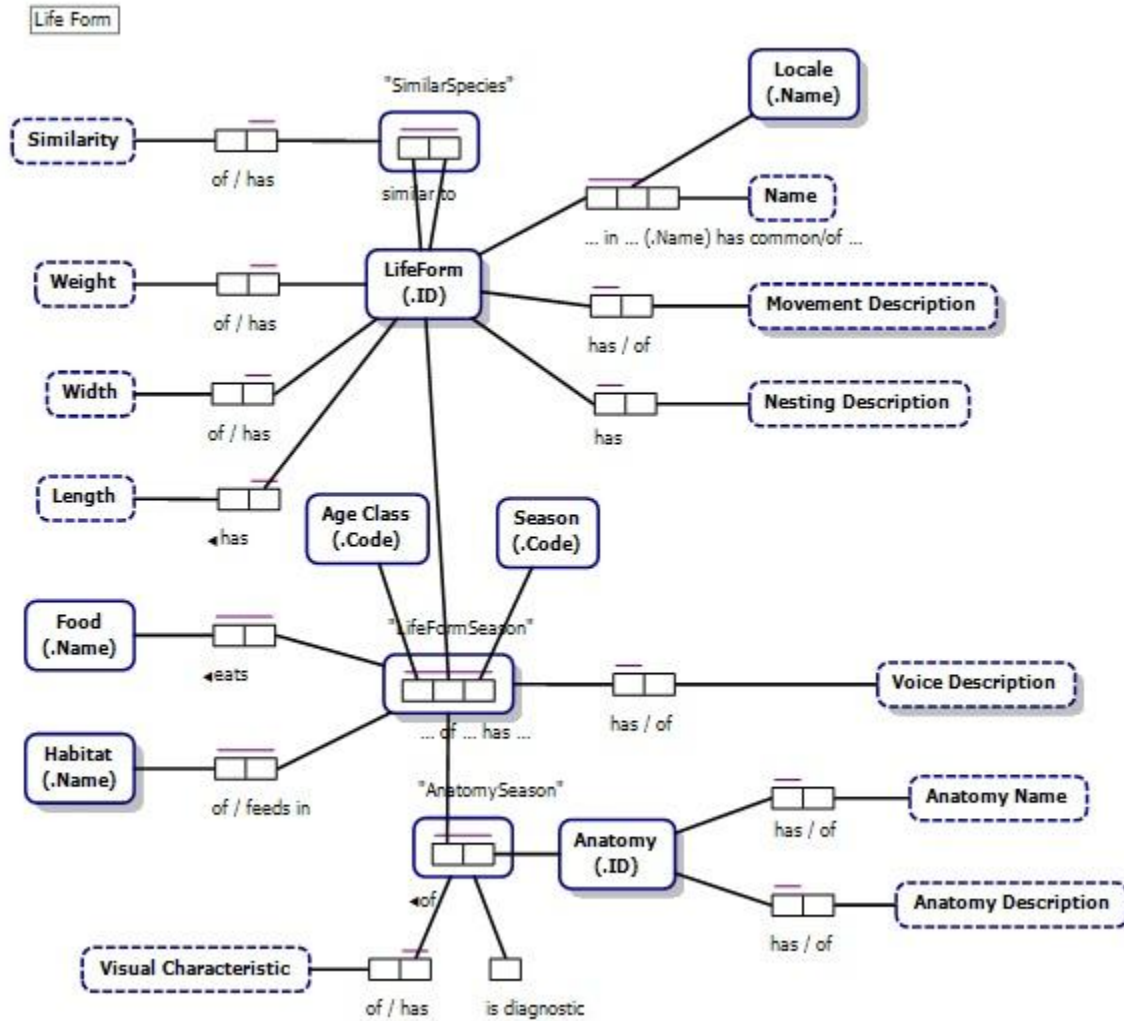 Life Form
"SimilarSpecies"
Locale
(.Name)
Similarity
of / has
similar to
Name
... in ... (.Name) has common/of ...
Weight
of / has
LifeForm
(.ID)
Movement Description
has / of
Width
of / has
Nesting Description
has
Length
◄has
Age Class
(.Code)
Season
(.Code)
Food
(.Name)
◄eats
"LifeFormSeason"
Voice Description
has / of
... of ... has ...
Habitat
(.Name)
of / feeds in
"AnatomySeason"
Anatomy Name
has / of
Anatomy
(.ID)
◄of
Anatomy Description
has / of
Visual Characteristic
of / has
is diagnostic